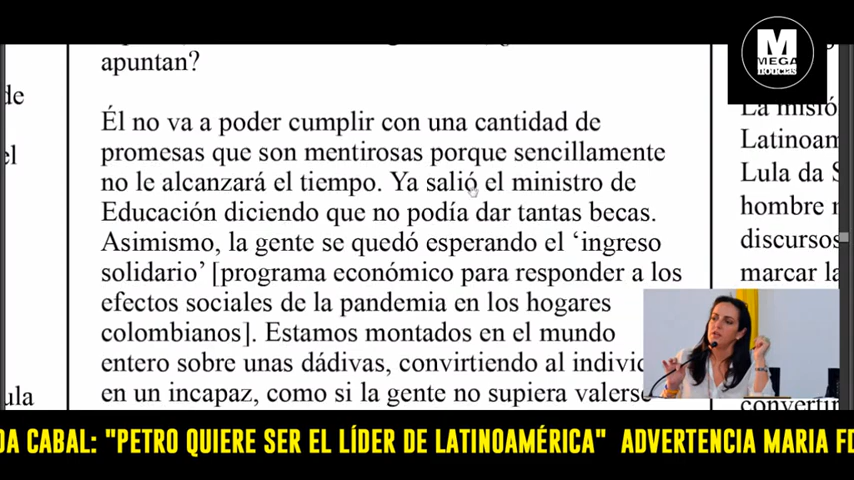 apuntan?
Él no va a poder cumplir con una cantidad de
promesas que son mentirosas porque sencillamente
no le alcanzará el tiempo. Ya salió el ministro de
Educación diciendo que no podía dar tantas becas.
Asimismo, la gente se quedó esperando el ‘ingreso
solidario’ [programa económico para responder a los
efectos sociales de la pandemia en los hogares
colombianos]. Estamos montados en el mundo
entero sobre unas dádivas, convirtiendo al individ
en un incapaz, como si la gente no supiera valerse
de
el
ula
La misió
Latinoam
Lula da S
hombre
discursos
marcar la
convertir
M
MEGA
noticias
DA CABAL: "PETRO QUIERE SER EL LÍDER DE LATINOAMÉRICA" ADVERTENCIA MARIA FD